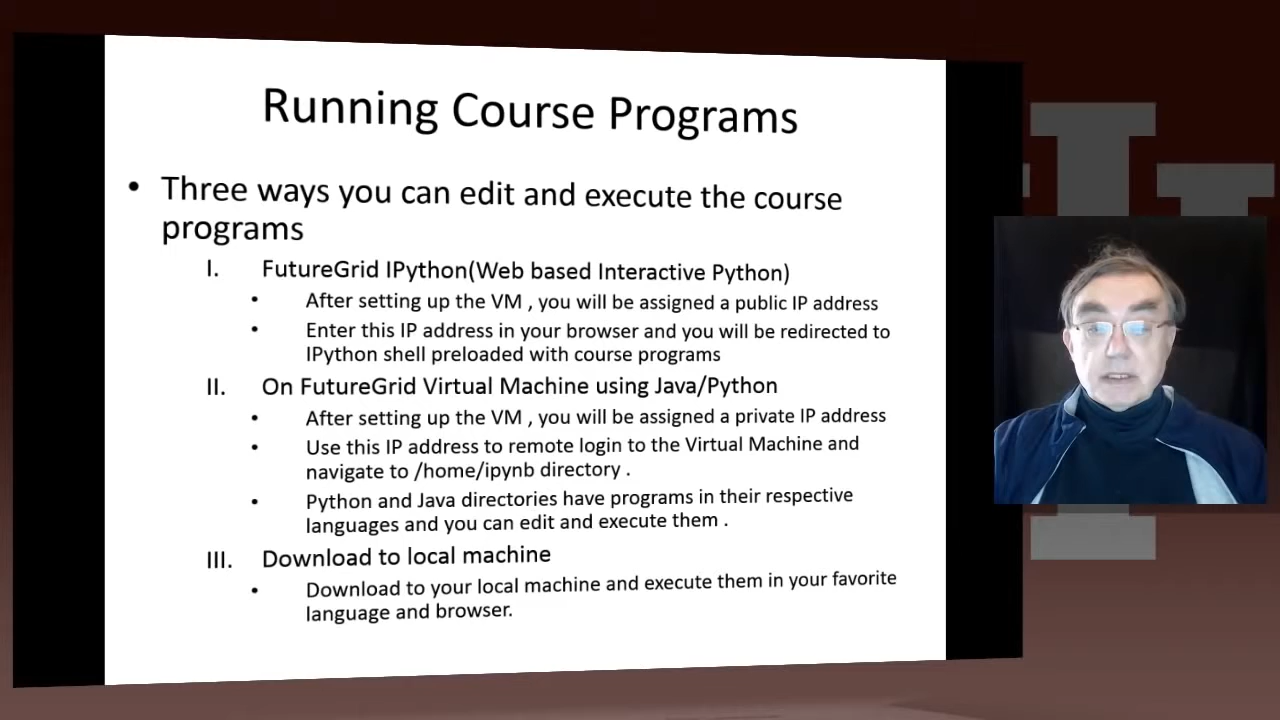 Running Course Programs
• Three ways you can edit and execute the course
programs
I. FutureGrid IPython(Web based Interactive Python)
• After setting up the VM , you will be assigned a public IP address
• Enter this IP address in your browser and you will be redirected to
IPython shell preloaded with course programs
II. On FutureGrid Virtual Machine using Java/Python
• After setting up the VM , you will be assigned a private IP address
• Use this IP address to remote login to the Virtual Machine and
navigate to /home/ipynb directory .
• Python and Java directories have programs in their respective
languages and you can edit and execute them .
III. Download to local machine
• Download to your local machine and execute them in your favorite
language and browser.